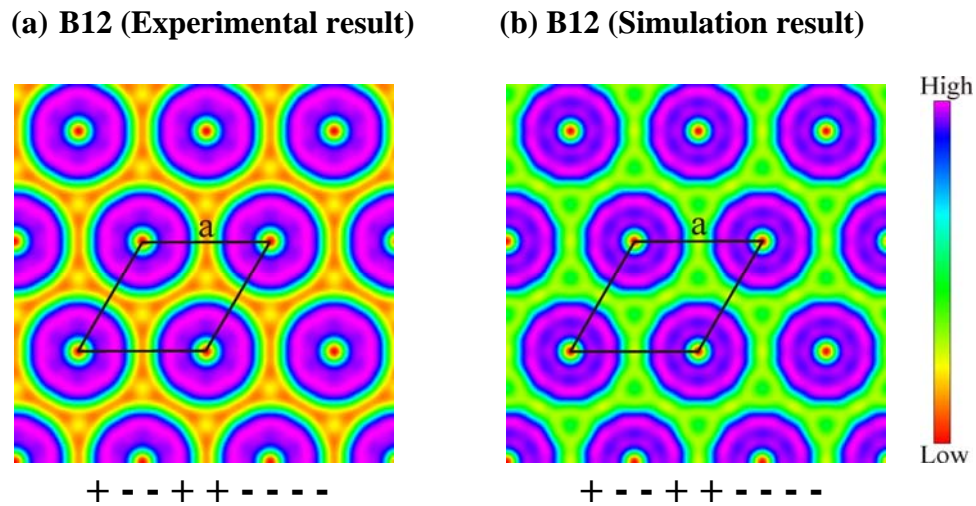 (a) B12 (Experimental result)
(b) B12 (Simulation result)
High
a
a
Low
+ - - + + - - - -
+ - - + + - - - -